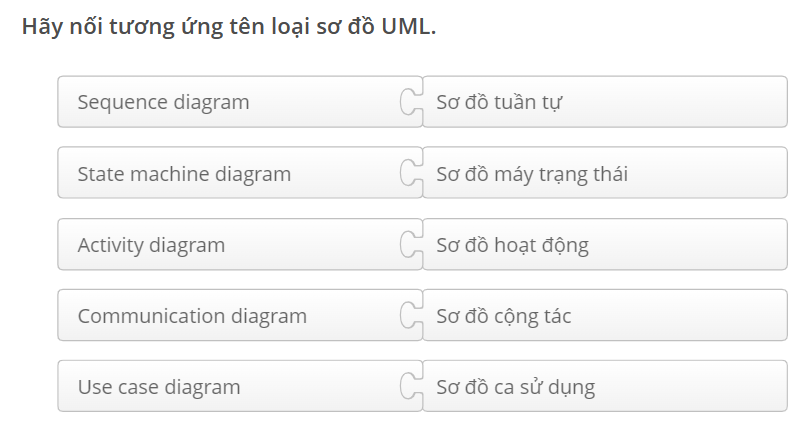 Hãy nối tương ứng tên loại sơ đồ UML.
Sequence diagram
Sơ đồ tuần tự
State machine diagram
Sơ đồ máy trạng thái
Activity diagram
Sơ đồ hoạt động
Communication diagram
Sơ đồ cộng tác
Use case diagram
Sơ đồ ca sử dụng